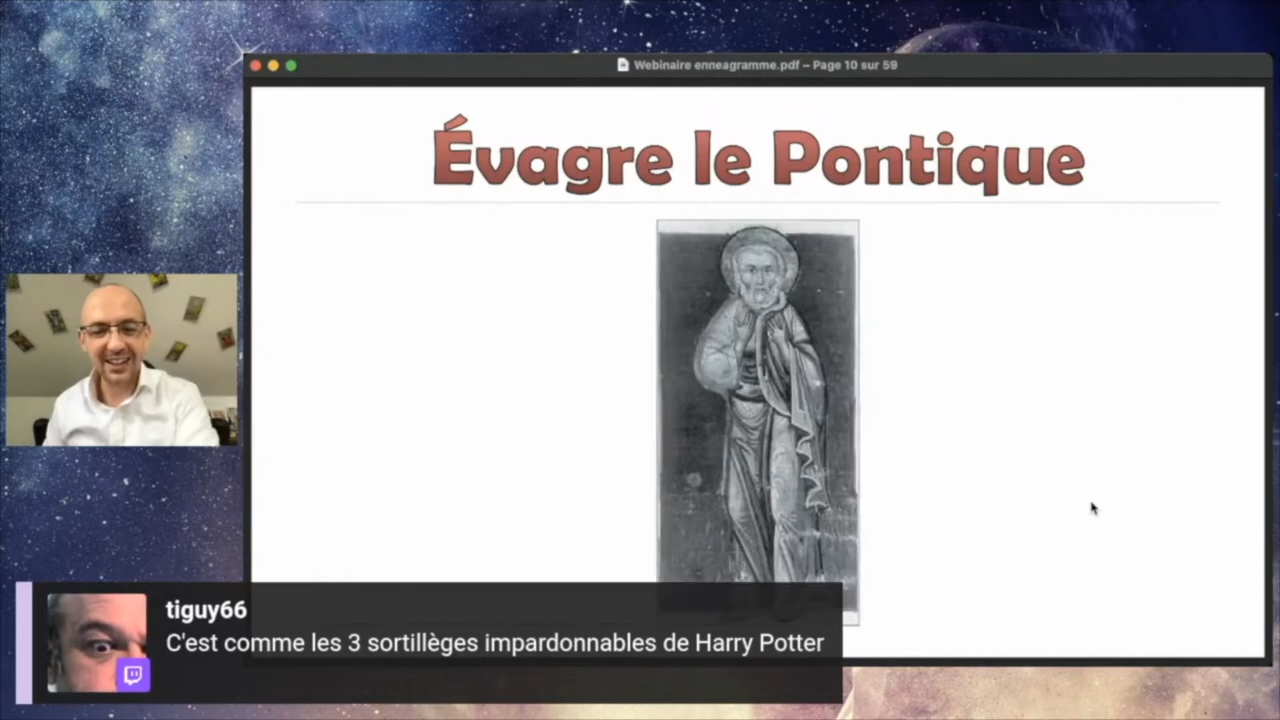 Webinaire enneagramme.pdf – Page 10 sur 59
Évagre le Pontique
tiguy66
C'est comme les 3 sortillèges impardonnables de Harry Potter